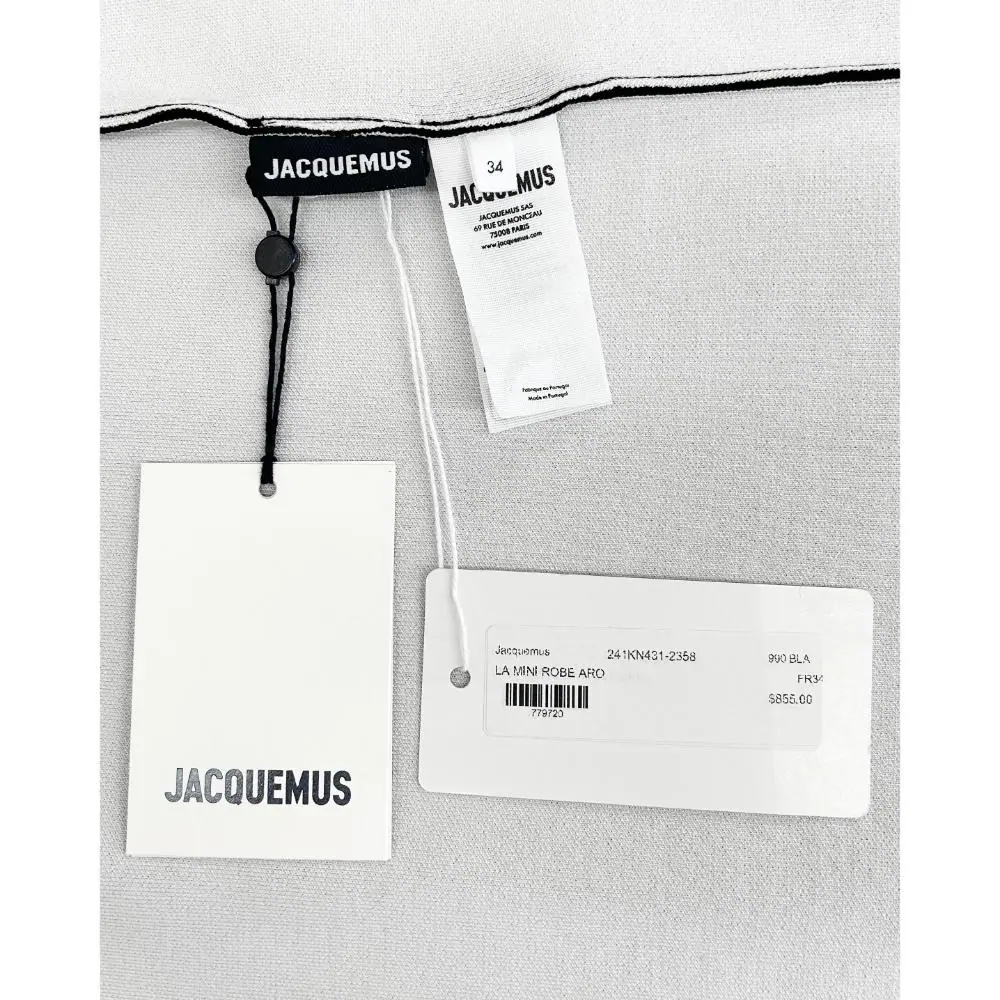 JACQUEMUS
34
JACQUEMUS
JACQUEMUS SAS
69 RUE DE MONCEAU
75008 PARIS
www.jacquemus.com
Fabriqué au Portugal
Made in Portugal
JACQUEMUS
Jacquemus 241KN431-2358 990 BLA
LA MINI ROBE ARO FR34
$855.00
779720